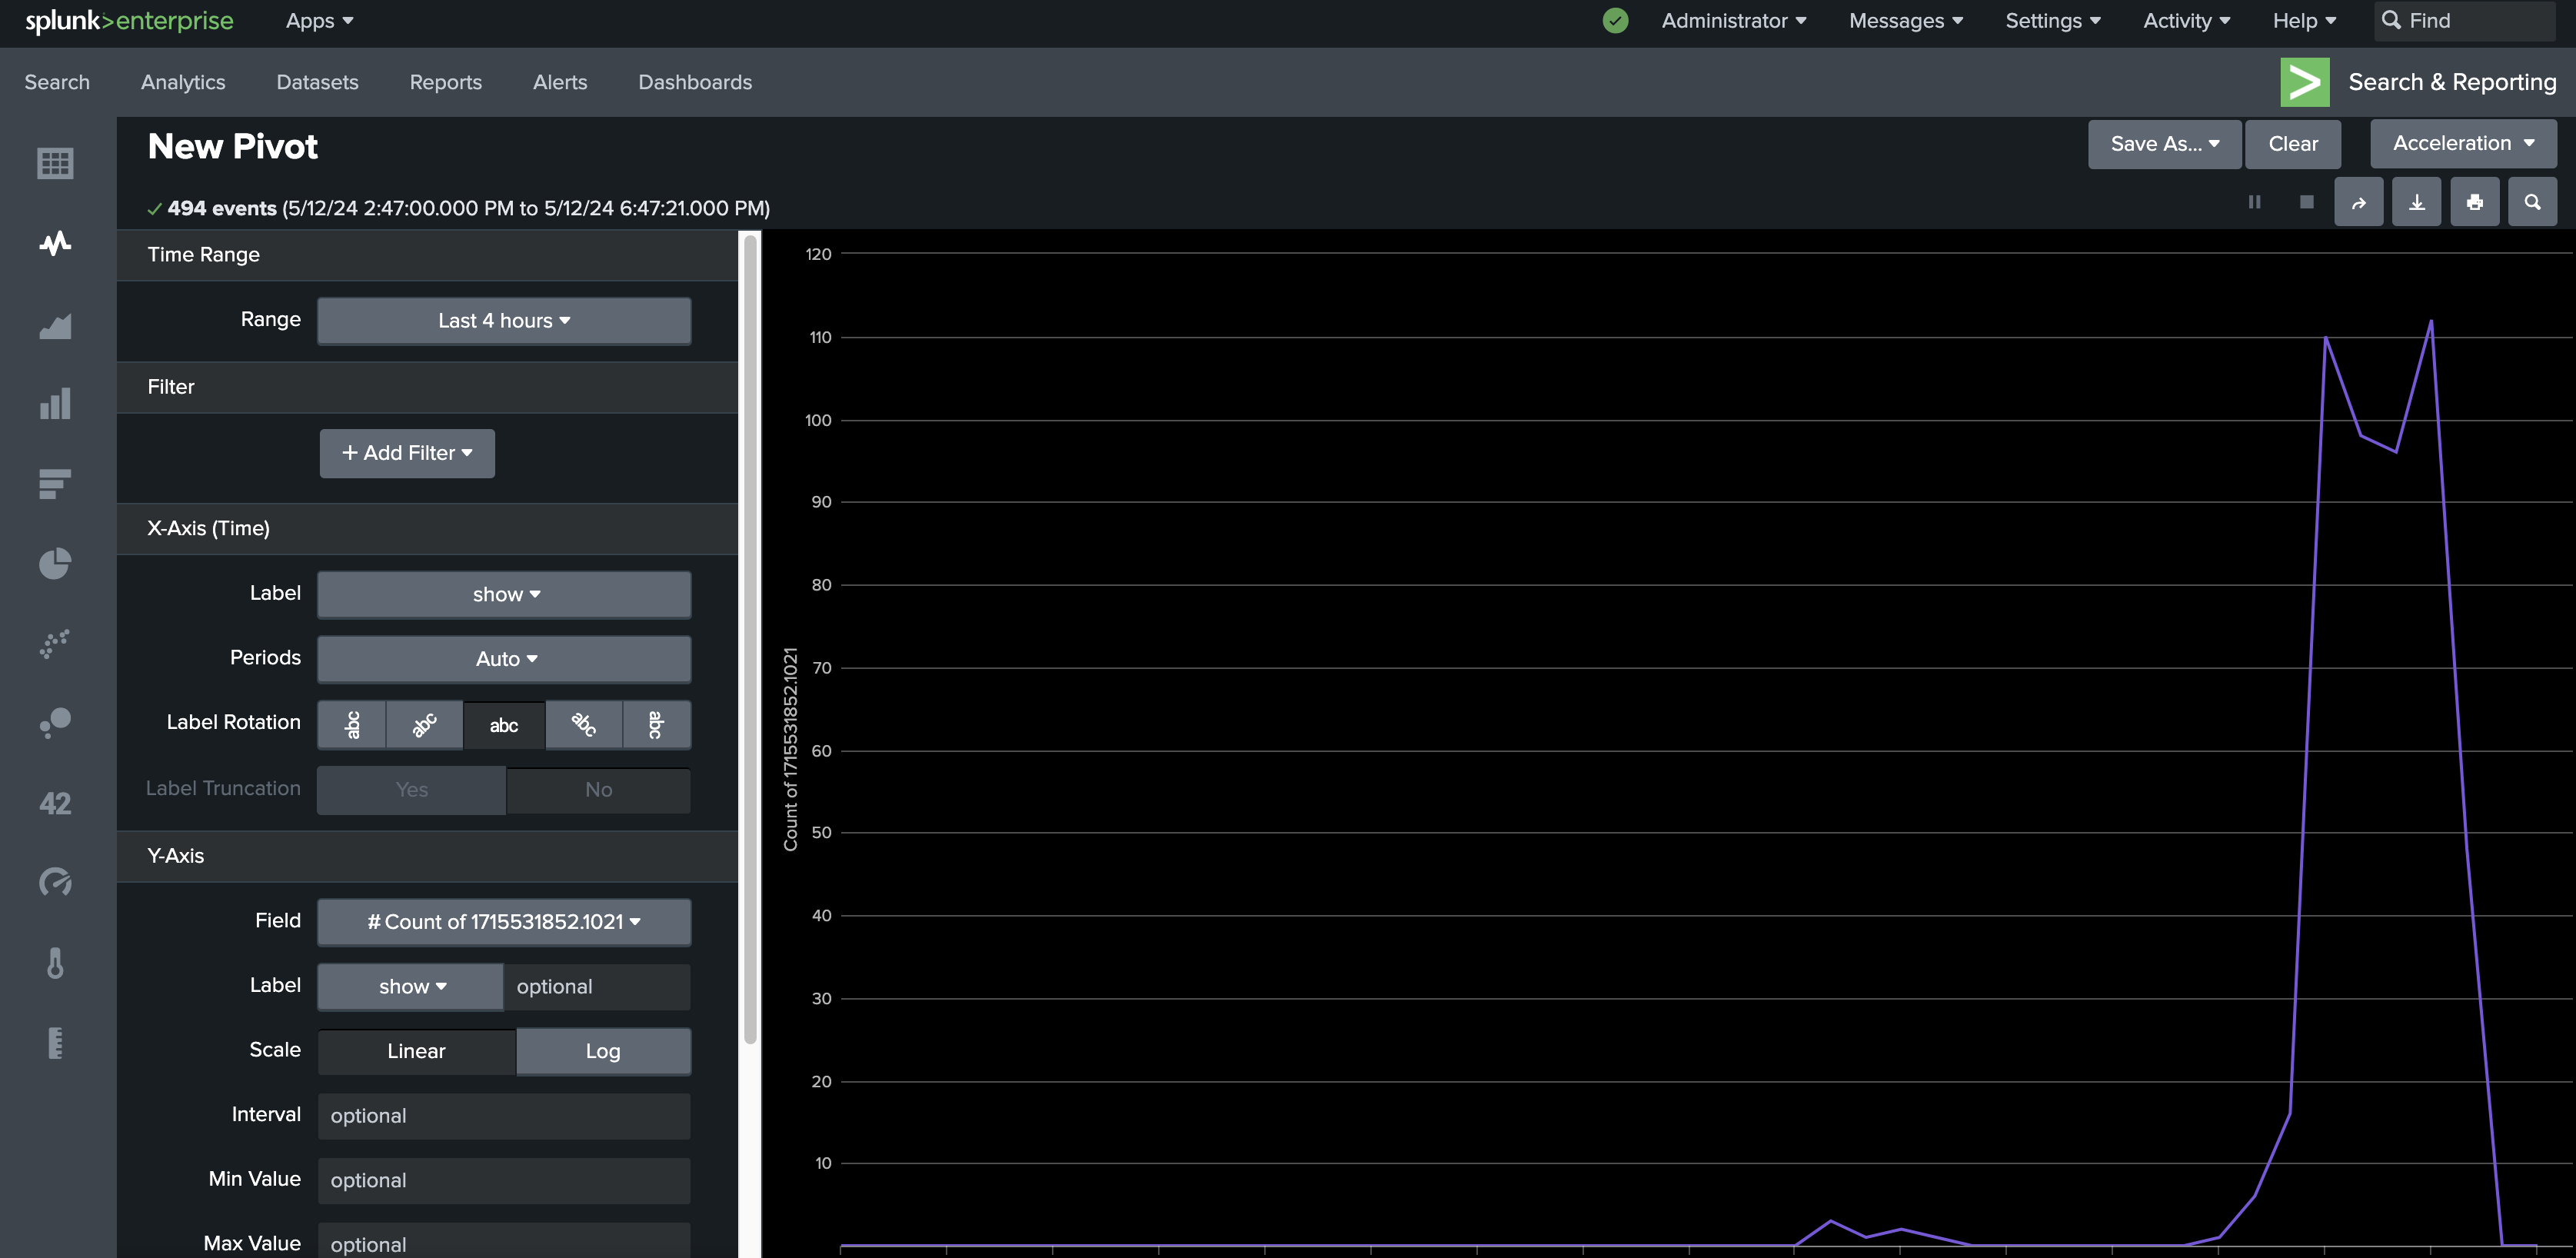 splunk>enterprise Apps Administrator Messages Settings Activity Help Find
Search Analytics Datasets Reports Alerts Dashboards Search & Reporting
New Pivot Save As... Clear Acceleration
494 events (5/12/24 2:47:00.000 PM to 5/12/24 6:47:21.000 PM)
Time Range
Range Last 4 hours
Filter
+ Add Filter
X-Axis (Time)
Label show
Periods Auto
Label Rotation abc abc abc abc abc
Label Truncation Yes No
42
Y-Axis
Field # Count of 1715531852.1021
Label show optional
Scale Linear Log
Interval optional
Min Value optional
Max Value optional
Count of 1715531852.1021
120
110
100
90
80
70
60
50
40
30
20
10